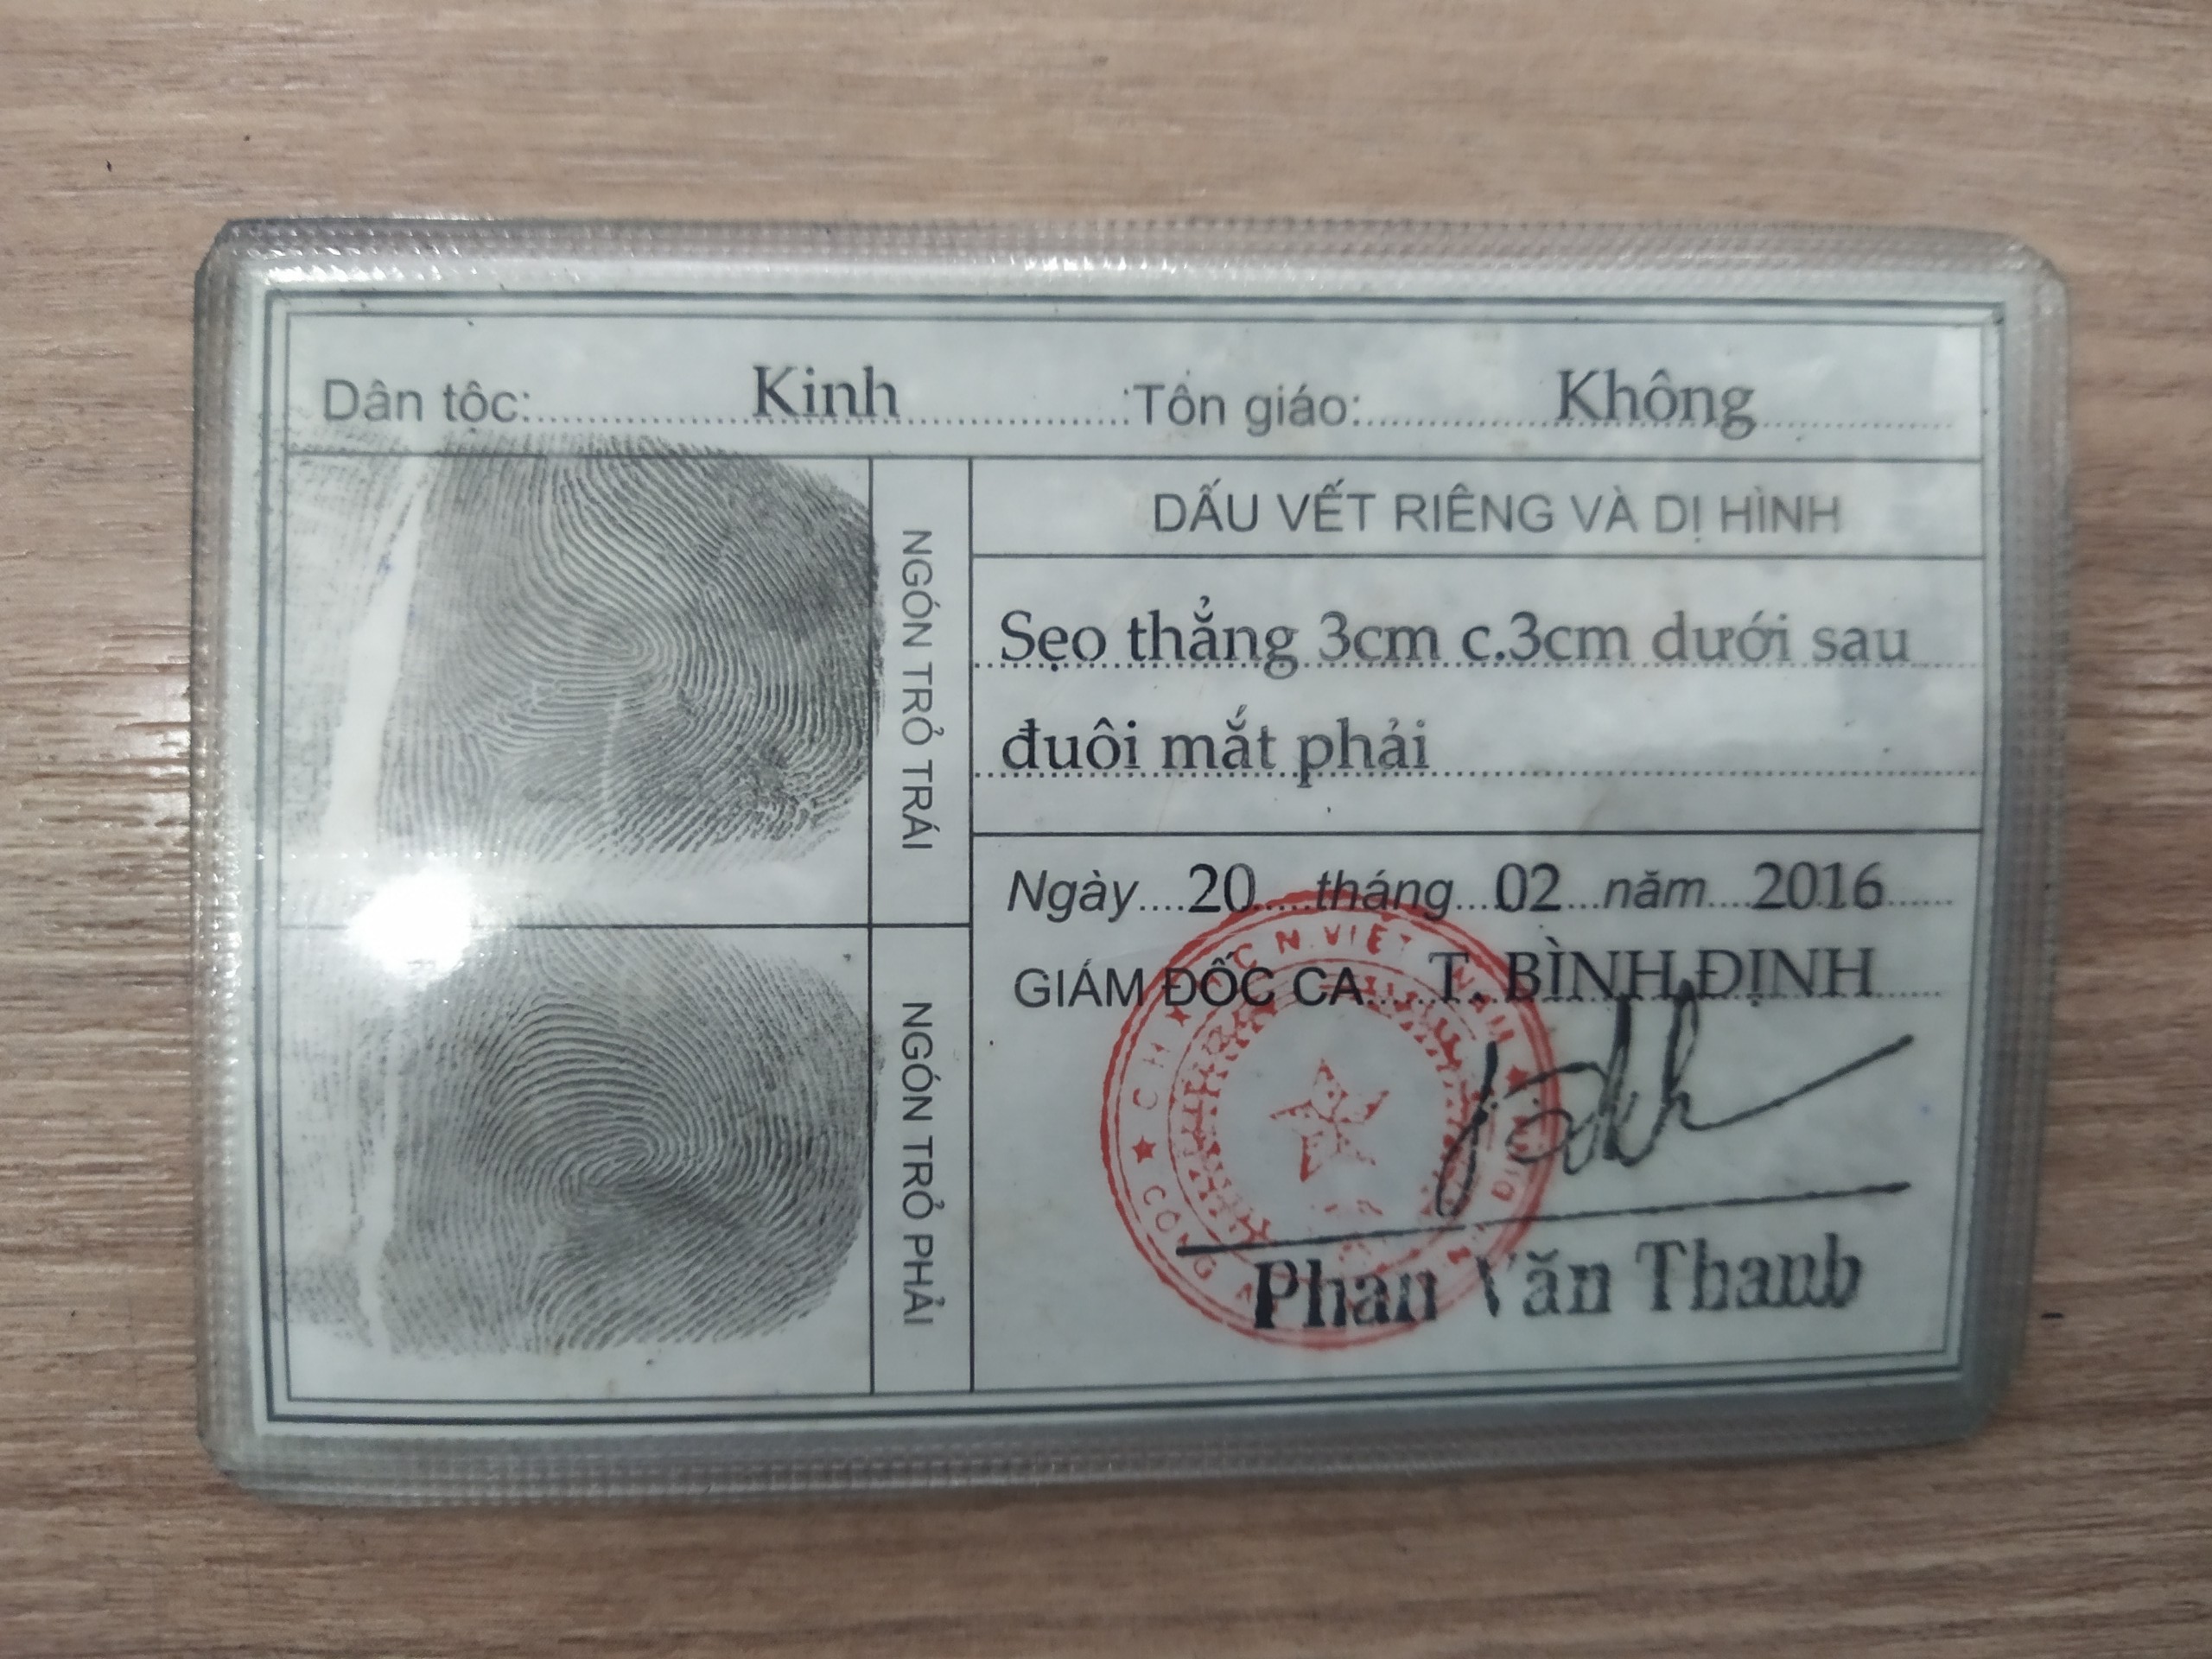 Dân tộc: Kinh Tôn giáo: Không
NGÓN TRỎ TRÁI
NGÓN TRỎ PHẢI
DẤU VẾT RIÊNG VÀ DỊ HÌNH
Sẹo thẳng 3cm c.3cm dưới sau
đuôi mắt phải
Ngày 20 tháng 02 năm 2016
GIÁM ĐỐC CA T. BÌNH ĐỊNH
Phan Văn Thanh